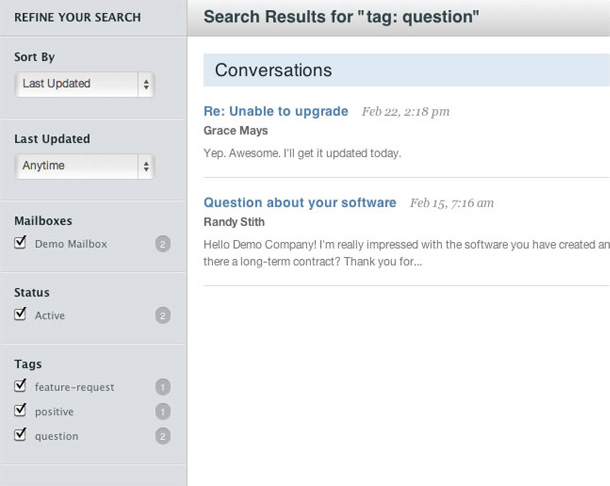 REFINE YOUR SEARCH
Sort By
Last Updated
Last Updated
Anytime
Mailboxes
Demo Mailbox 2
Status
Active 2
Tags
feature-request 1
positive 1
question 2
Search Results for "tag: question"
Conversations
Re: Unable to upgrade Feb 22, 2:18 pm
Grace Mays
Yep. Awesome. I'll get it updated today.
Question about your software Feb 15, 7:16 am
Randy Stith
Hello Demo Company! I'm really impressed with the software you have created an
there a long-term contract? Thank you for...